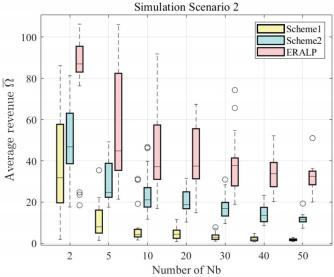 Simulation Scenario 2
Average revenue Ω̅
100
80
60
40
20
0
Scheme1
Scheme2
ERALP
2 5 10 20 30 40 50
Number of Nb